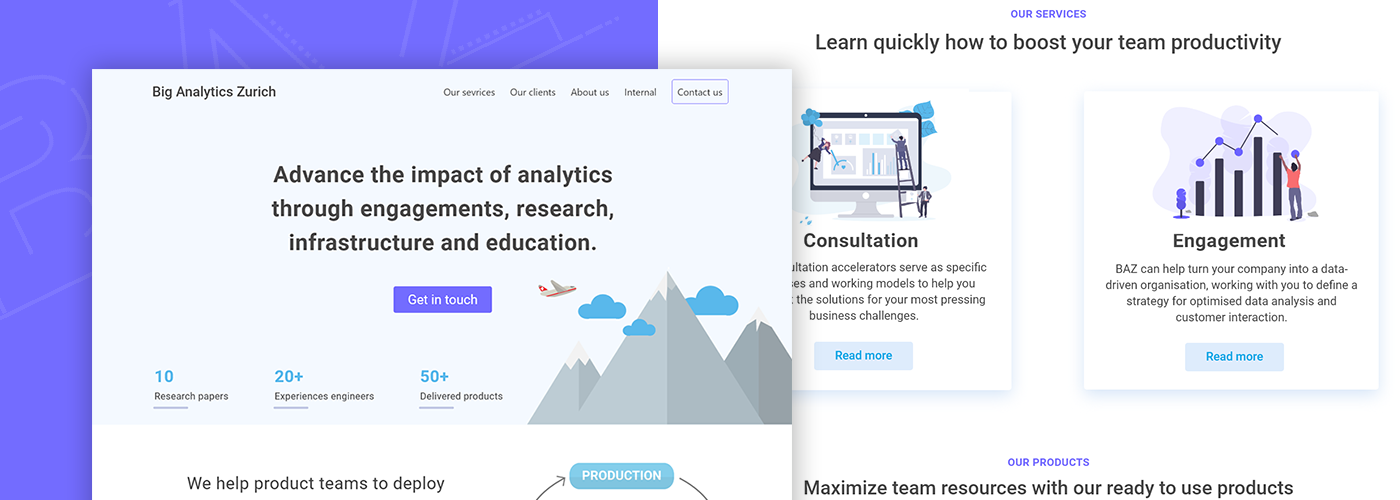 Big Analytics Zurich
Our sevrices Our clients About us Internal Contact us
Advance the impact of analytics
through engagements, research,
infrastructure and education.
Get in touch
10 20+ 50+
Research papers Experiences engineers Delivered products
We help product teams to deploy
PRODUCTION
OUR SERVICES
Learn quickly how to boost your team productivity
Consultation
accelerators serve as specific
and working models to help you
the solutions for your most pressing
business challenges.
Read more
Engagement
BAZ can help turn your company into a data-
driven organisation, working with you to define a
strategy for optimised data analysis and
customer interaction.
Read more
OUR PRODUCTS
Maximize team resources with our ready to use products